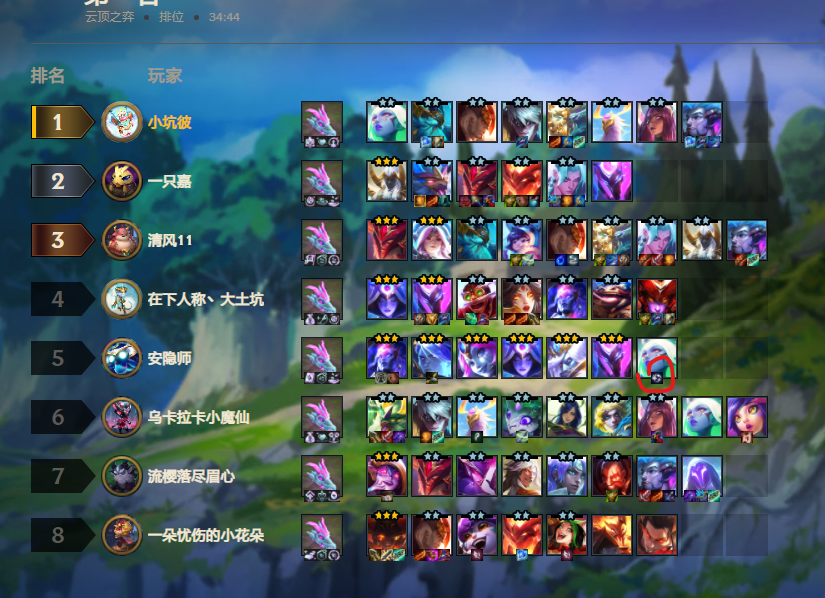 云顶之弈 • 排位 • 34:44
排名 玩家
1 小坑彼
2 一只嘉
3 清风11
4 在下人称丶大土坑
5 安隐师
6 乌卡拉卡小魔仙
7 流樱落尽眉心
8 一朵忧伤的小花朵